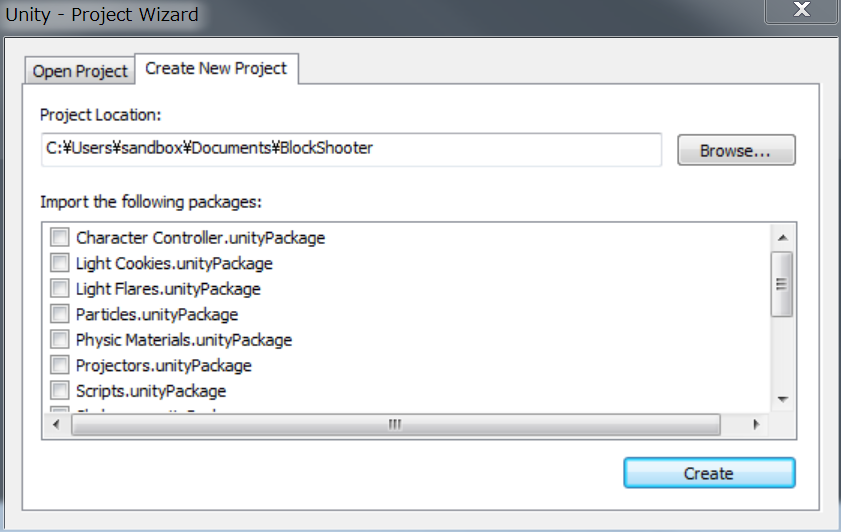 Unity - Project Wizard
Open Project
Create New Project
Project Location:
C:¥Users¥sandbox¥Documents¥BlockShooter
Browse...
Import the following packages:
Character Controller.unityPackage
Light Cookies.unityPackage
Light Flares.unityPackage
Particles.unityPackage
Physic Materials.unityPackage
Projectors.unityPackage
Scripts.unityPackage
Create